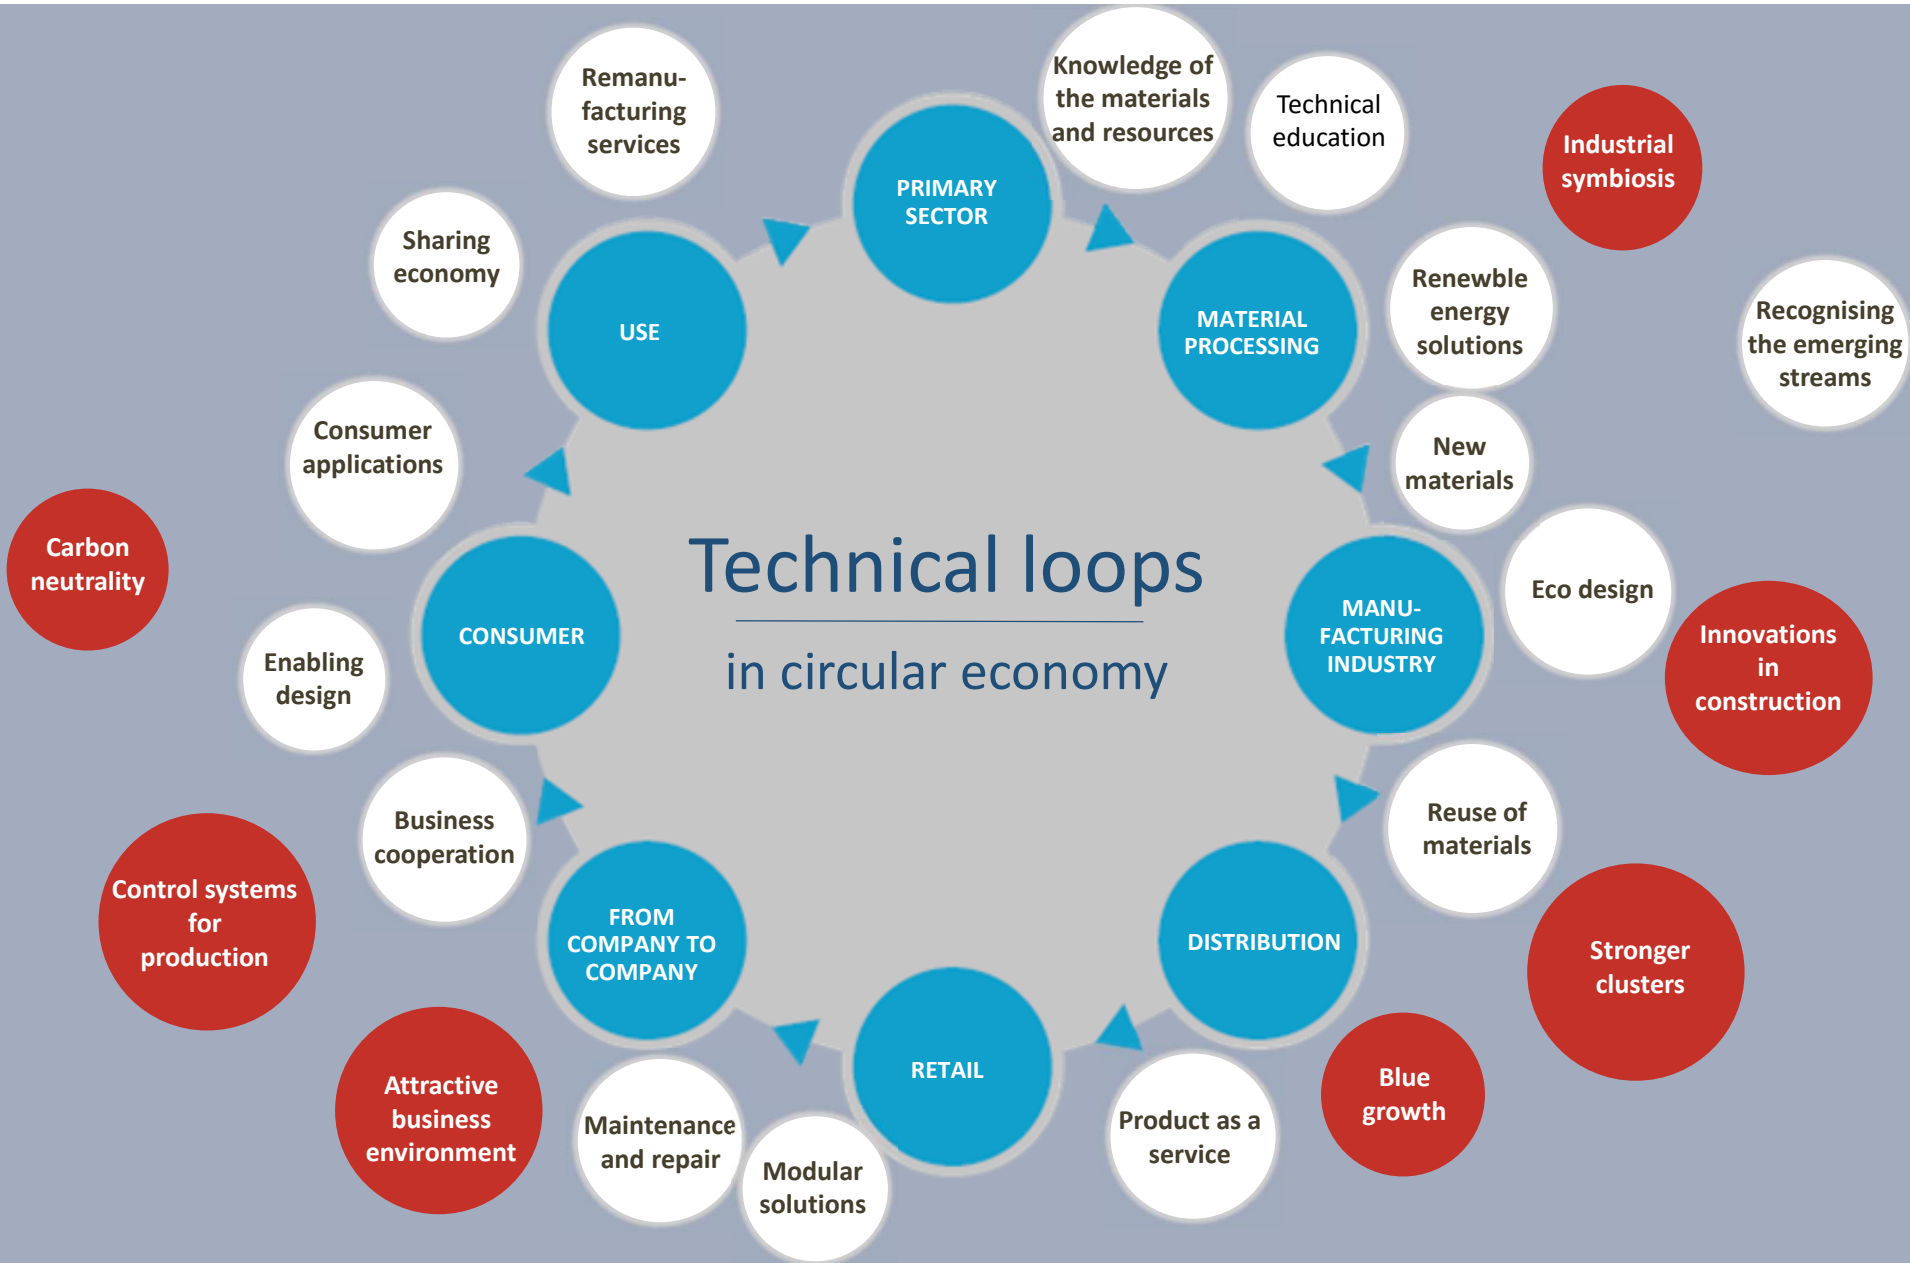 Technical loops
in circular economy
PRIMARY
SECTOR
MATERIAL
PROCESSING
MANU-
FACTURING
INDUSTRY
DISTRIBUTION
RETAIL
FROM
COMPANY TO
COMPANY
CONSUMER
USE
Remanu-
facturing
services
Knowledge of
the materials
and resources
Technical
education
Industrial
symbiosis
Renewble
energy
solutions
Recognising
the emerging
streams
New
materials
Eco design
Innovations
in
construction
Reuse of
materials
Stronger
clusters
Blue
growth
Product as a
service
Modular
solutions
Maintenance
and repair
Attractive
business
environment
Control systems
for
production
Business
cooperation
Enabling
design
Carbon
neutrality
Consumer
applications
Sharing
economy